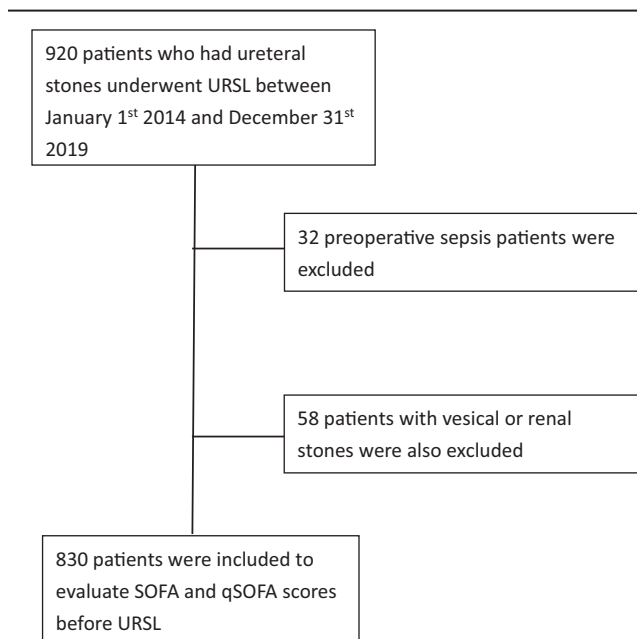 920 patients who had ureteral
stones underwent URSL between
January 1st 2014 and December 31st
2019
32 preoperative sepsis patients were
excluded
58 patients with vesical or renal
stones were also excluded
830 patients were included to
evaluate SOFA and qSOFA scores
before URSL